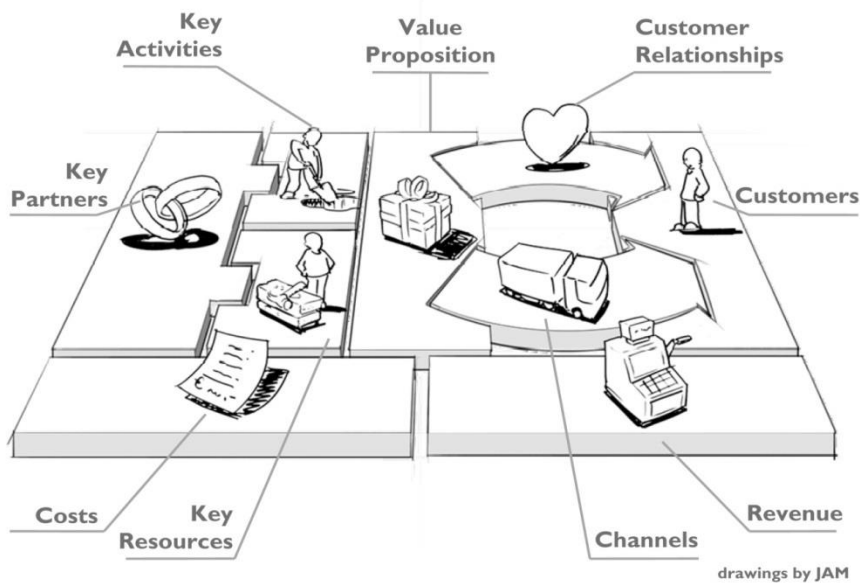 Key
Activities
Value
Proposition
Customer
Relationships
Key
Partners
Customers
Costs
Key
Resources
Channels
Revenue
drawings by JAM